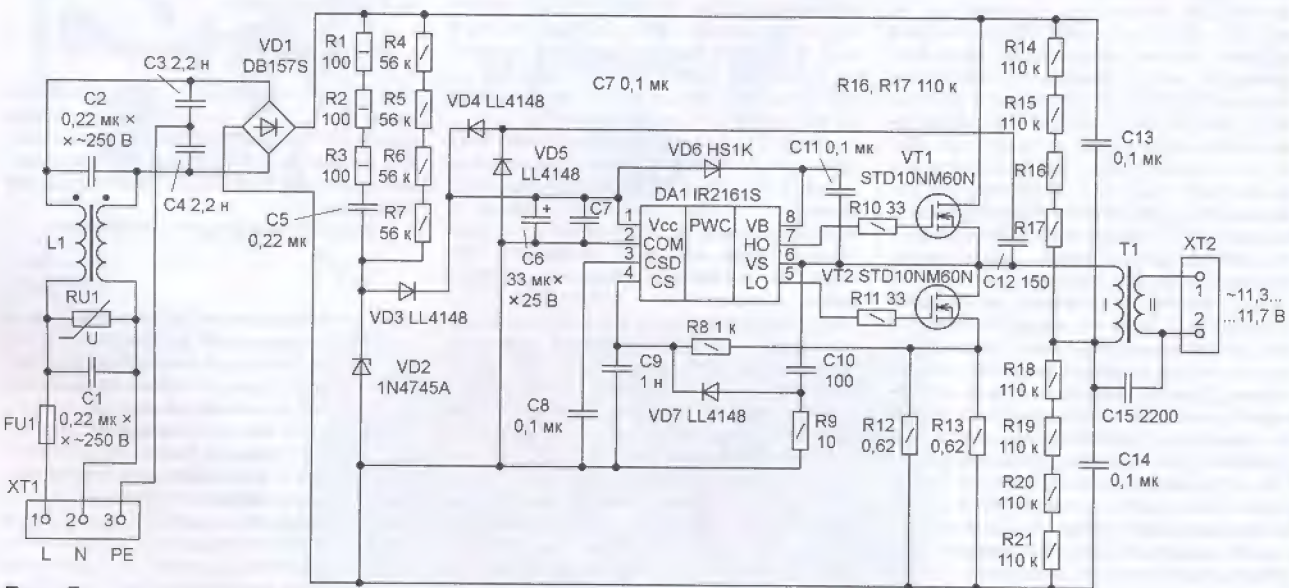 C3 2,2 н
VD1
DB157S
C2
0,22 мк ×
× ~250 В
C4 2,2 н
L1
RU1
U
C1
0,22 мк ×
× ~250 В
FU1
XT1
1
2
3
L
N
PE
R1
100
R2
100
R3
100
C5
0,22 мк
R4
56 к
R5
56 к
R6
56 к
R7
56 к
VD3 LL4148
VD2
1N4745A
VD4 LL4148
VD5
LL4148
C7
C6
33 мк×
×25 В
C8
0,1 мк
C7 0,1 мк
R16, R17 110 к
VD6 HS1K
C11 0,1 мк
DA1 IR2161S
1
2
3
4
Vcc
COM
CSD
CS
PWC
VB
HO
VS
LO
8
7
6
5
R10 33
VT1
STD10NM60N
VT2 STD10NM60N
R11 33
C12 150
R8 1 к
C9
1 н
VD7 LL4148
C10
100
R9
10
R12
0,62
R13
0,62
R14
110 к
R15
110 к
R16
R17
C13
0,1 мк
T1
I
II
XT2
1
2
~11,3...
...11,7 В
R18
110 к
R19
110 к
R20
110 к
R21
110 к
C15 2200
C14
0,1 мк